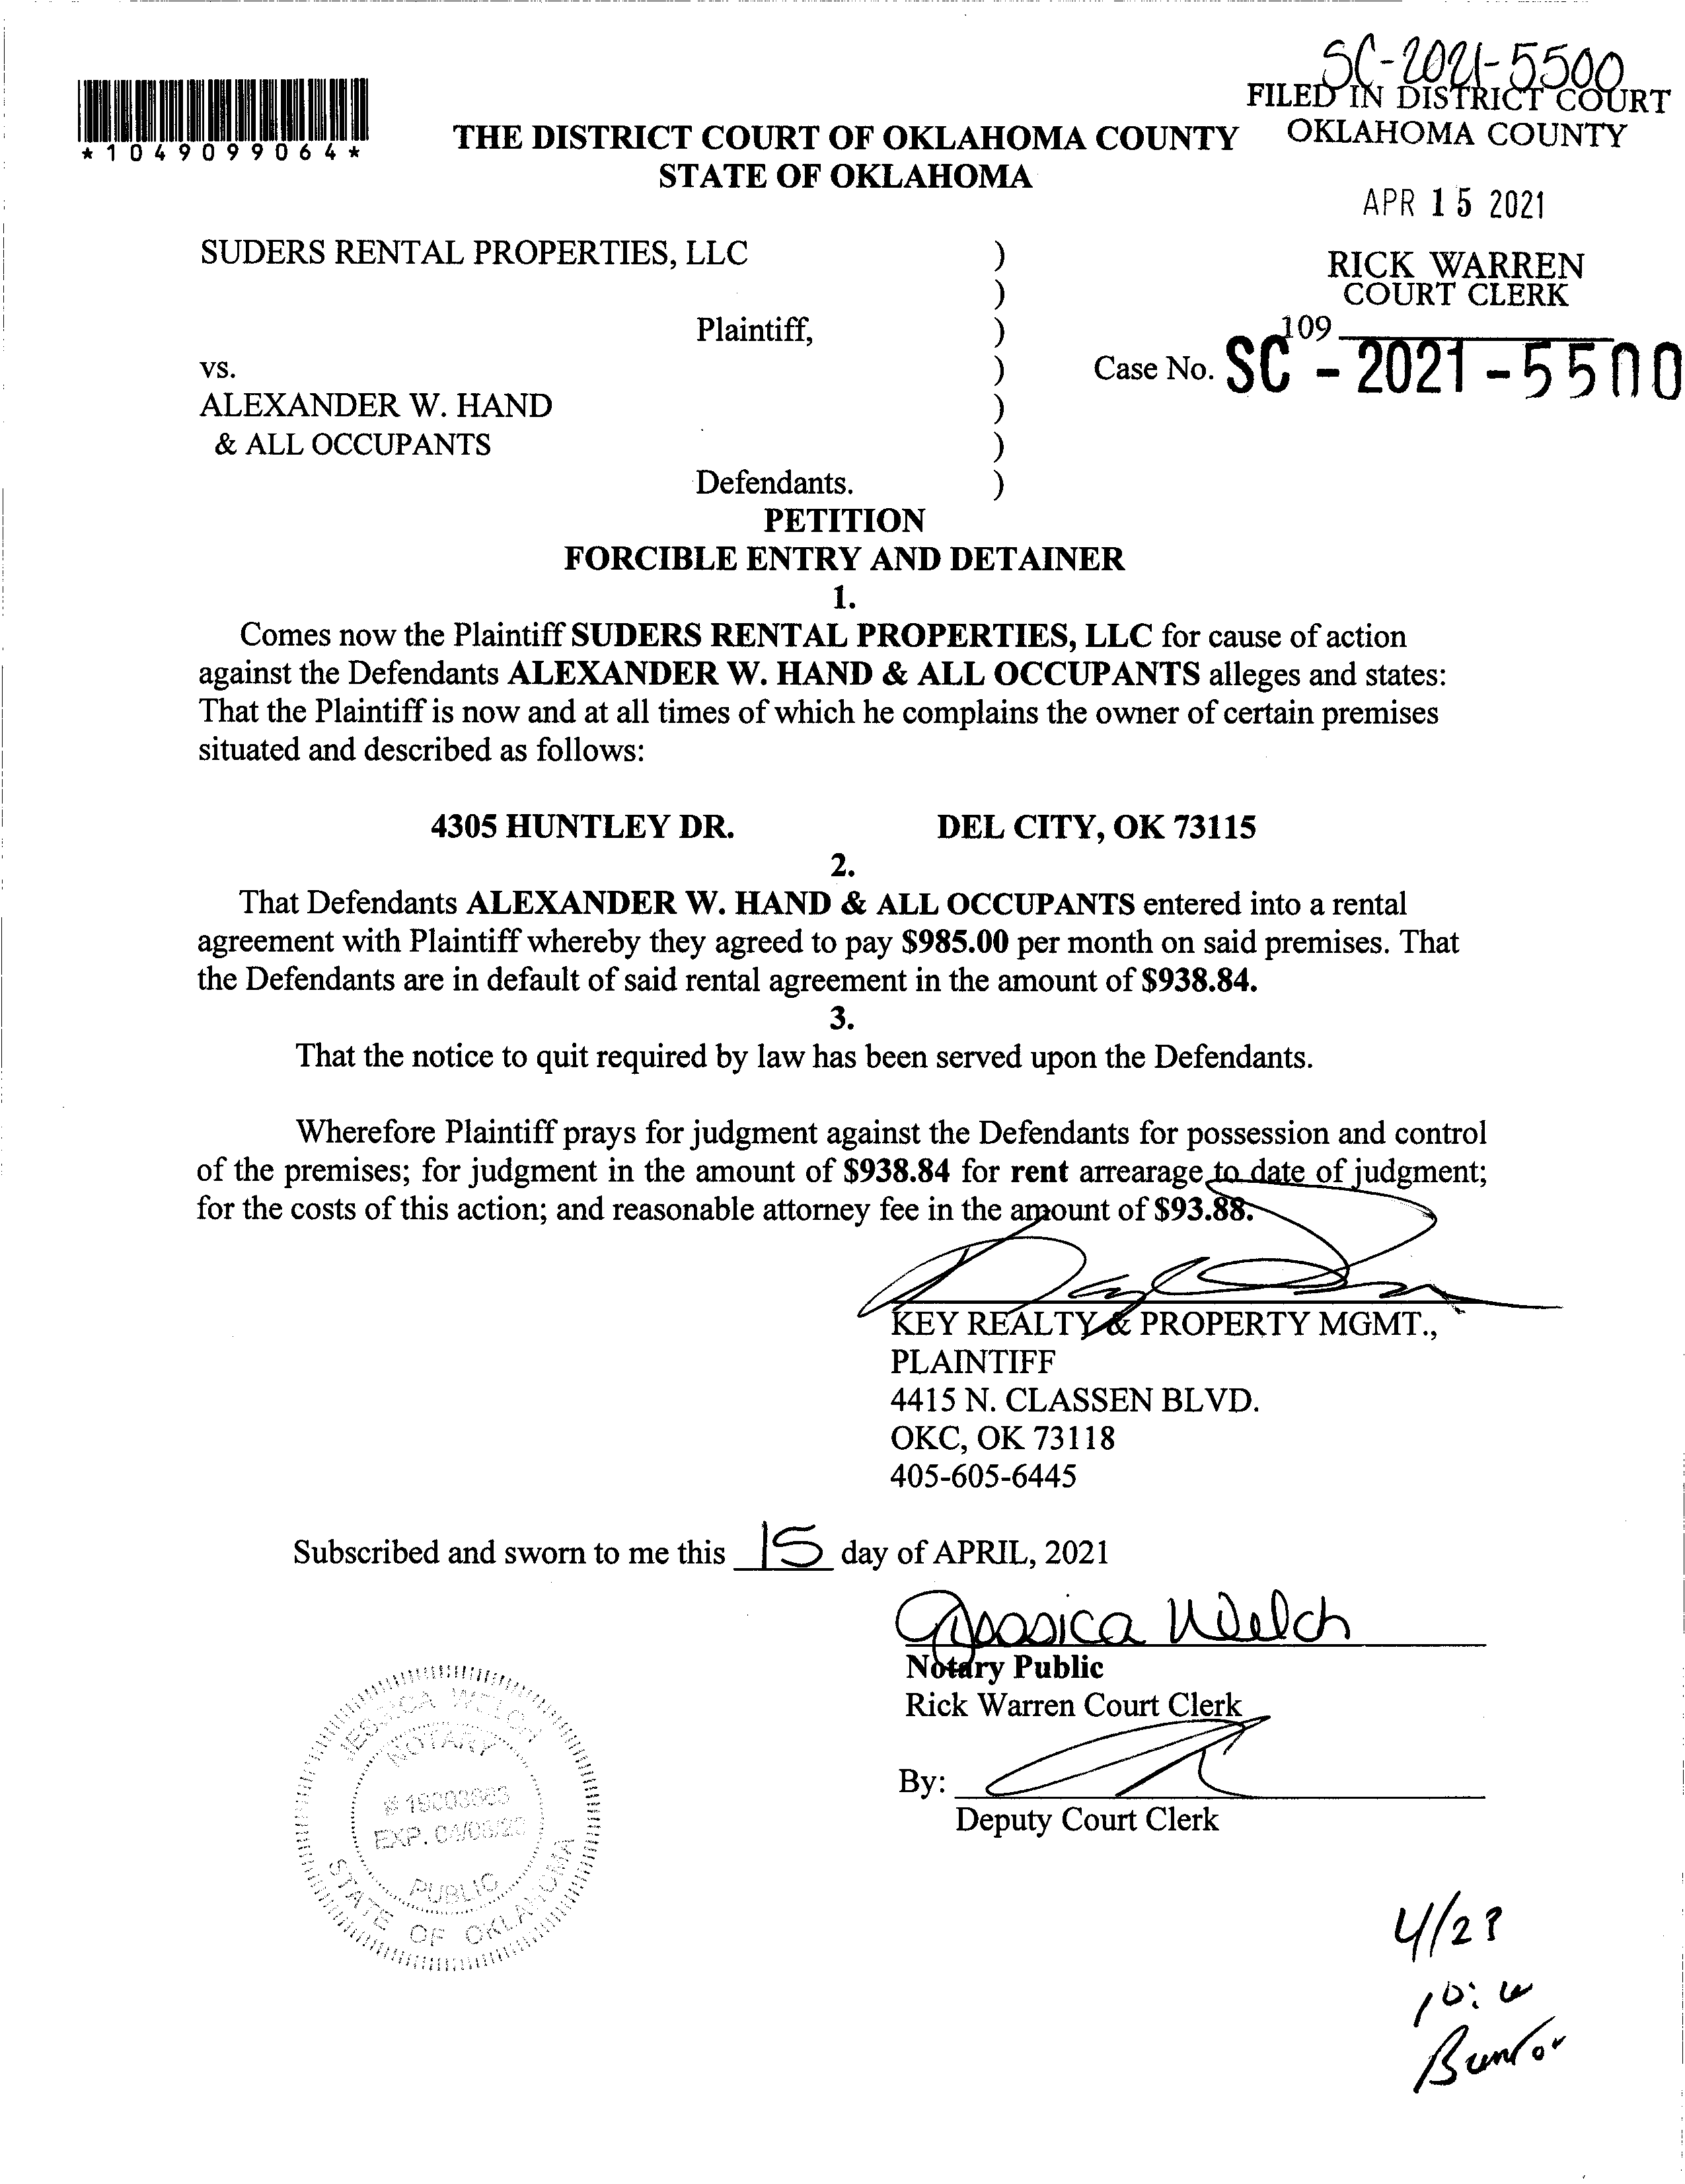 SC-2021-5500
FILED IN DISTRICT COURT
OKLAHOMA COUNTY
*1049099064*
THE DISTRICT COURT OF OKLAHOMA COUNTY
STATE OF OKLAHOMA
APR 15 2021
SUDERS RENTAL PROPERTIES, LLC )
)
RICK WARREN
COURT CLERK
Plaintiff, )
109
vs. )
Case No. SC - 2021 - 5500
ALEXANDER W. HAND )
& ALL OCCUPANTS )
Defendants. )
PETITION
FORCIBLE ENTRY AND DETAINER
1.
Comes now the Plaintiff SUDERS RENTAL PROPERTIES, LLC for cause of action
against the Defendants ALEXANDER W. HAND & ALL OCCUPANTS alleges and states:
That the Plaintiff is now and at all times of which he complains the owner of certain premises
situated and described as follows:
4305 HUNTLEY DR. DEL CITY, OK 73115
2.
That Defendants ALEXANDER W. HAND & ALL OCCUPANTS entered into a rental
agreement with Plaintiff whereby they agreed to pay $985.00 per month on said premises. That
the Defendants are in default of said rental agreement in the amount of $938.84.
3.
That the notice to quit required by law has been served upon the Defendants.
Wherefore Plaintiff prays for judgment against the Defendants for possession and control
of the premises; for judgment in the amount of $938.84 for rent arrearage to date of judgment;
for the costs of this action; and reasonable attorney fee in the amount of $93.88.
KEY REALTY & PROPERTY MGMT.,
PLAINTIFF
4415 N. CLASSEN BLVD.
OKC, OK 73118
405-605-6445
Subscribed and sworn to me this 15 day of APRIL, 2021
Jessica Welch
Notary Public
Rick Warren Court Clerk
By:
Deputy Court Clerk
JESSICA WELCH
NOTARY
EXP.
PUBLIC
STATE OF OKLAHOMA